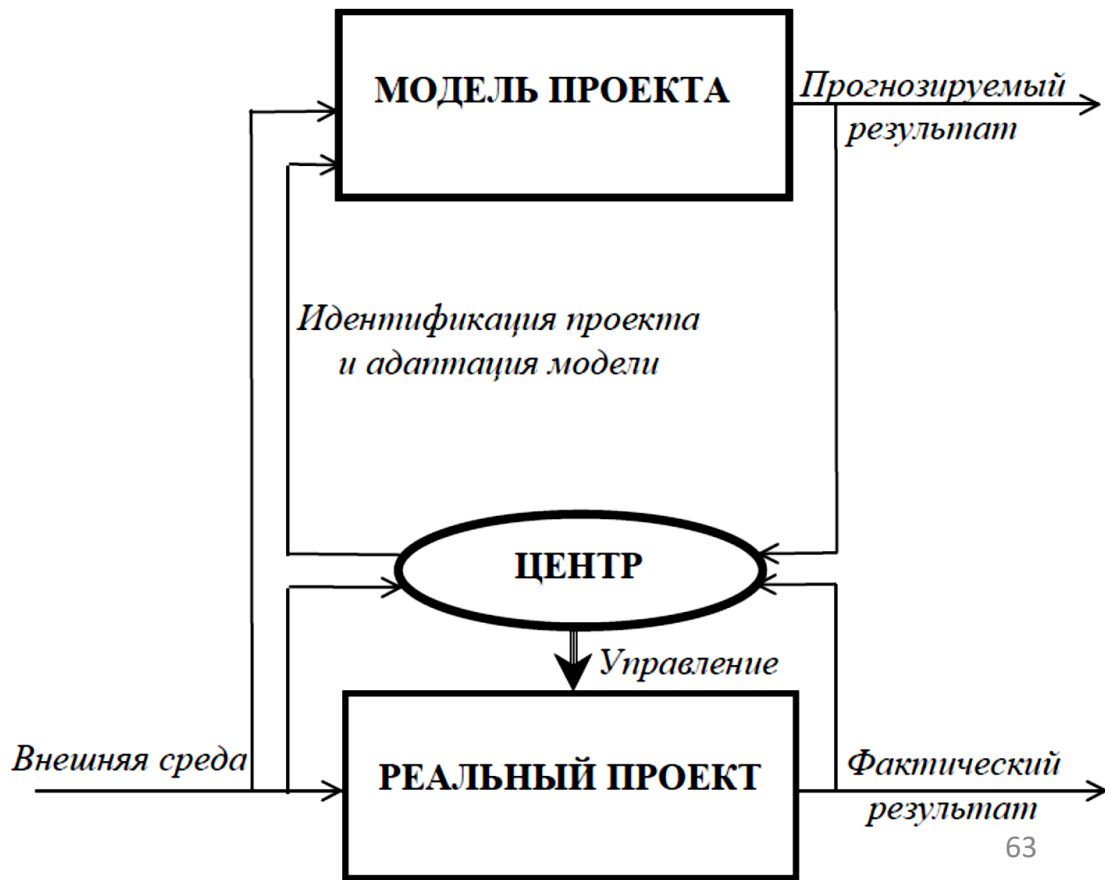 МОДЕЛЬ ПРОЕКТА
Прогнозируемый
результат
Идентификация проекта
и адаптация модели
ЦЕНТР
Управление
Внешняя среда
РЕАЛЬНЫЙ ПРОЕКТ
Фактический
результат
63